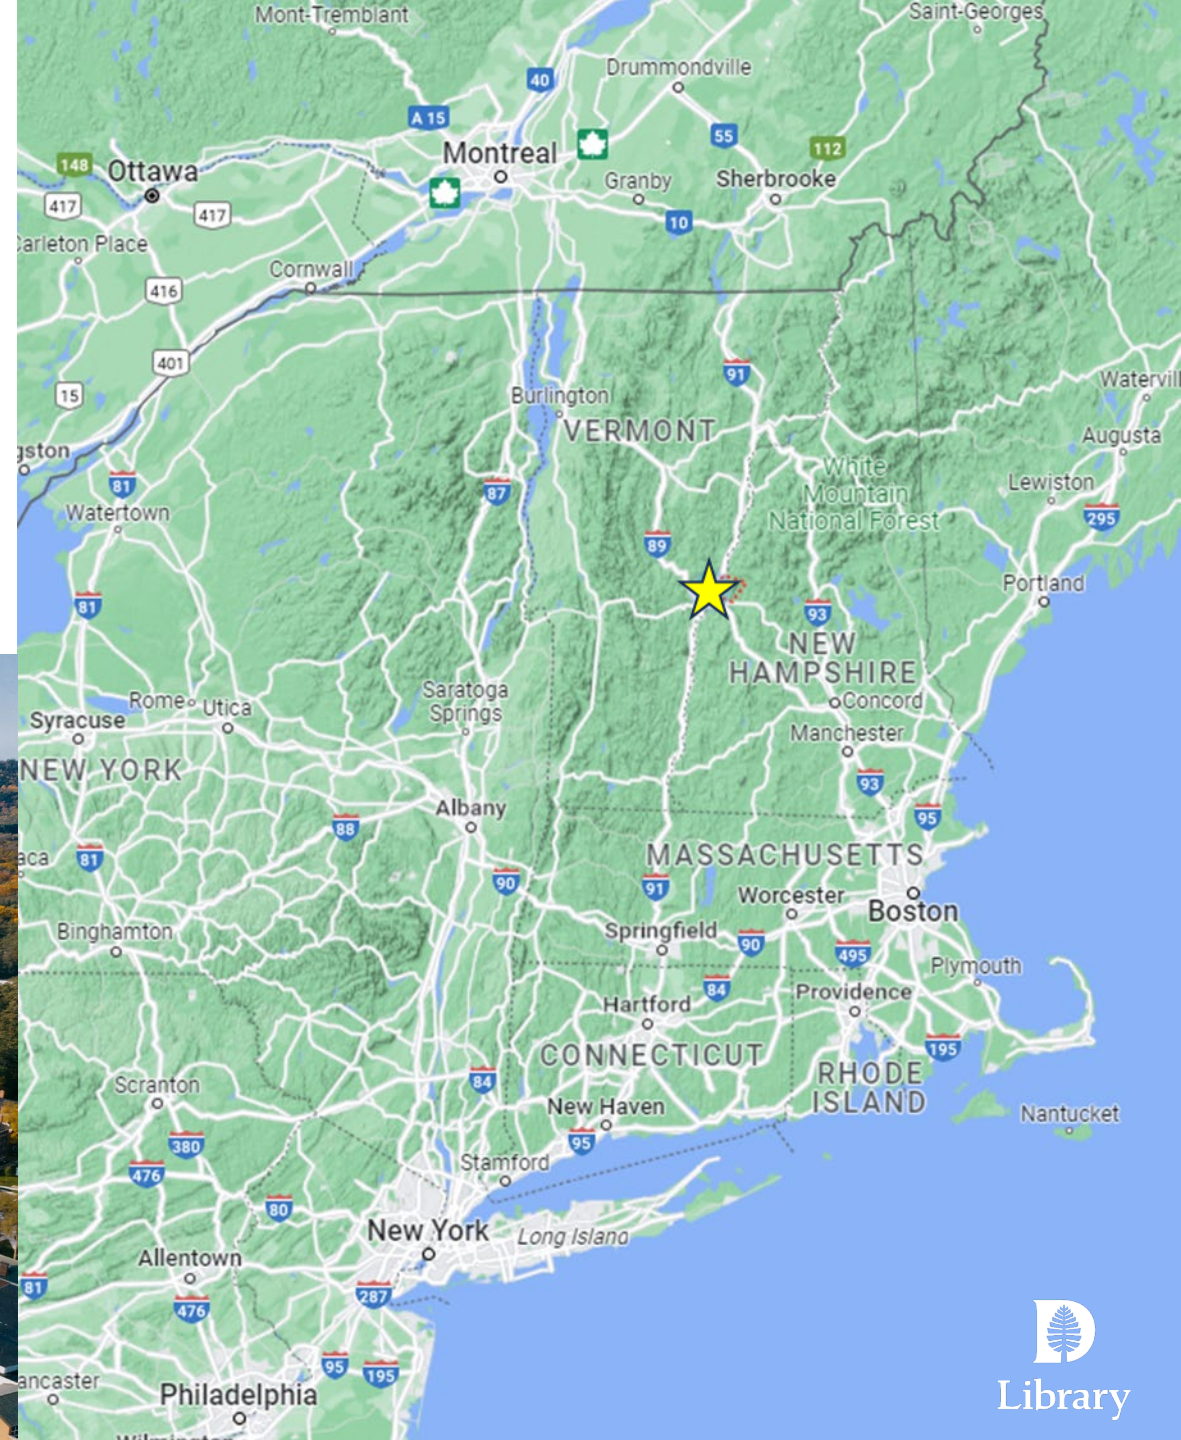 Mont-Tremblant
Saint-Georges
Drummondville
40
A 15
55
112
148
Montreal
Ottawa
Granby
Sherbrooke
417
417
10
Carleton Place
Cornwall
416
401
91
15
Burlington
Watervill
VERMONT
Augusta
gston
White
Mountain
National Forest
81
87
Lewiston
Watertown
295
89
Portland
81
93
NEW
HAMPSHIRE
Saratoga
Springs
Rome
Utica
Concord
Syracuse
Manchester
NEW YORK
93
Albany
95
88
MASSACHUSETTS
81
aca
90
91
Worcester
Boston
Binghamton
Springfield
90
495
Plymouth
84
Hartford
Providence
195
CONNECTICUT
RHODE
ISLAND
84
Scranton
New Haven
Nantucket
95
380
476
Stamford
80
New York
Long Island
Allentown
81
287
476
95
195
ancaster
Philadelphia
Wilmington
D
Library